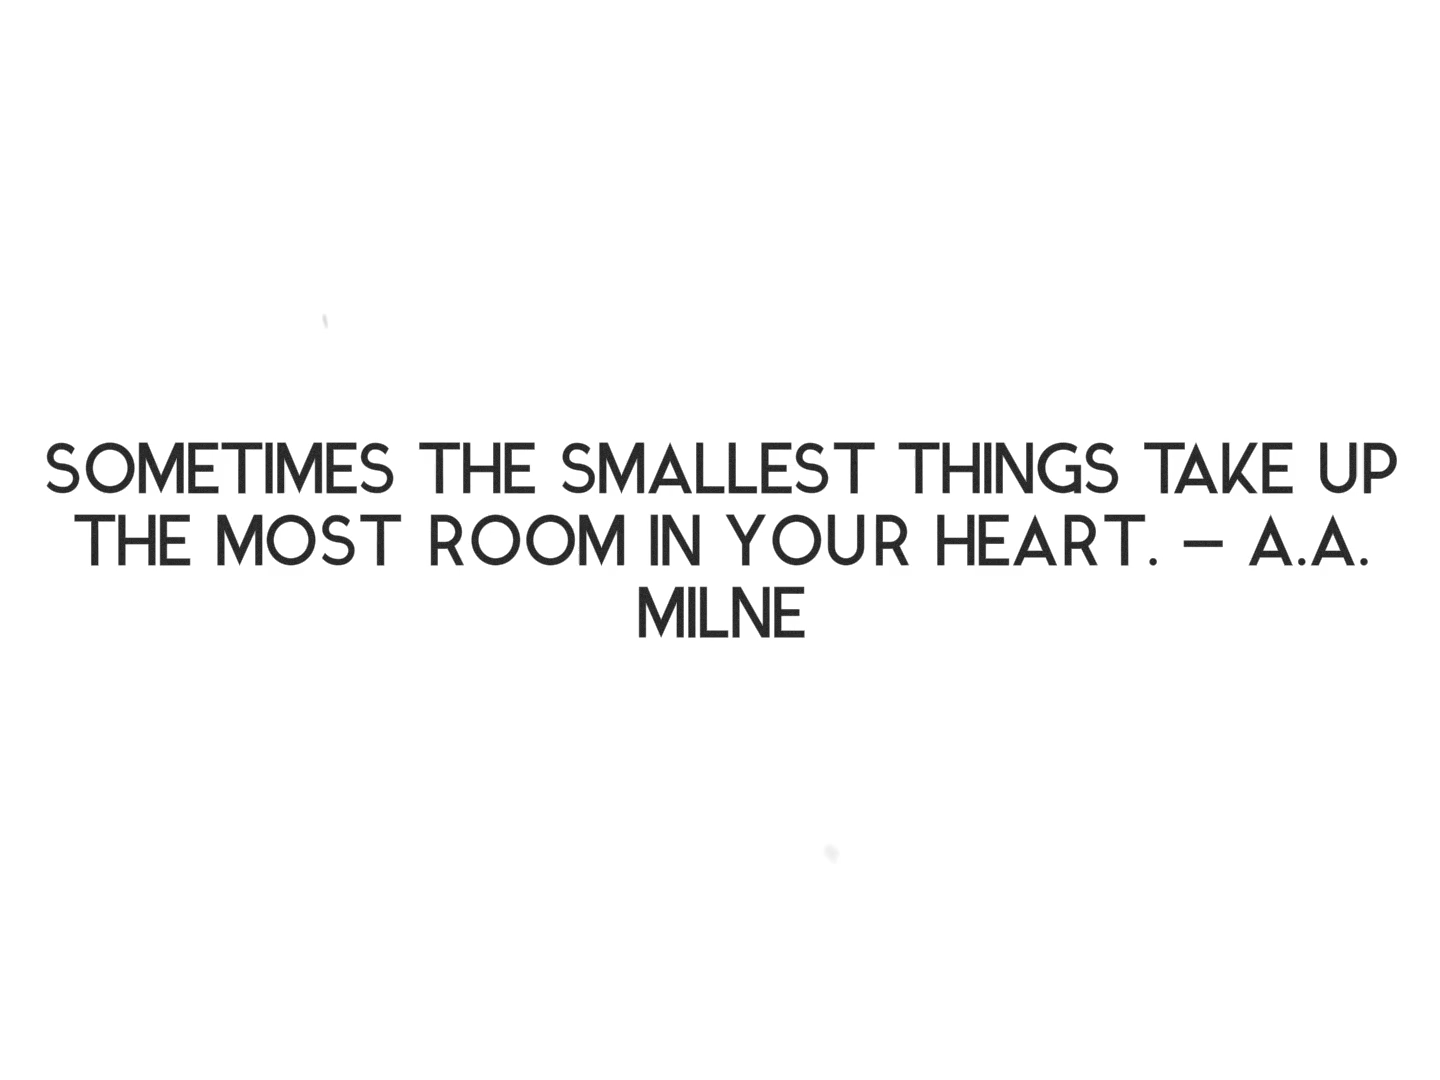 SOMETIMES THE SMALLEST THINGS TAKE UP
THE MOST ROOM IN YOUR HEART. — A.A.
MILNE